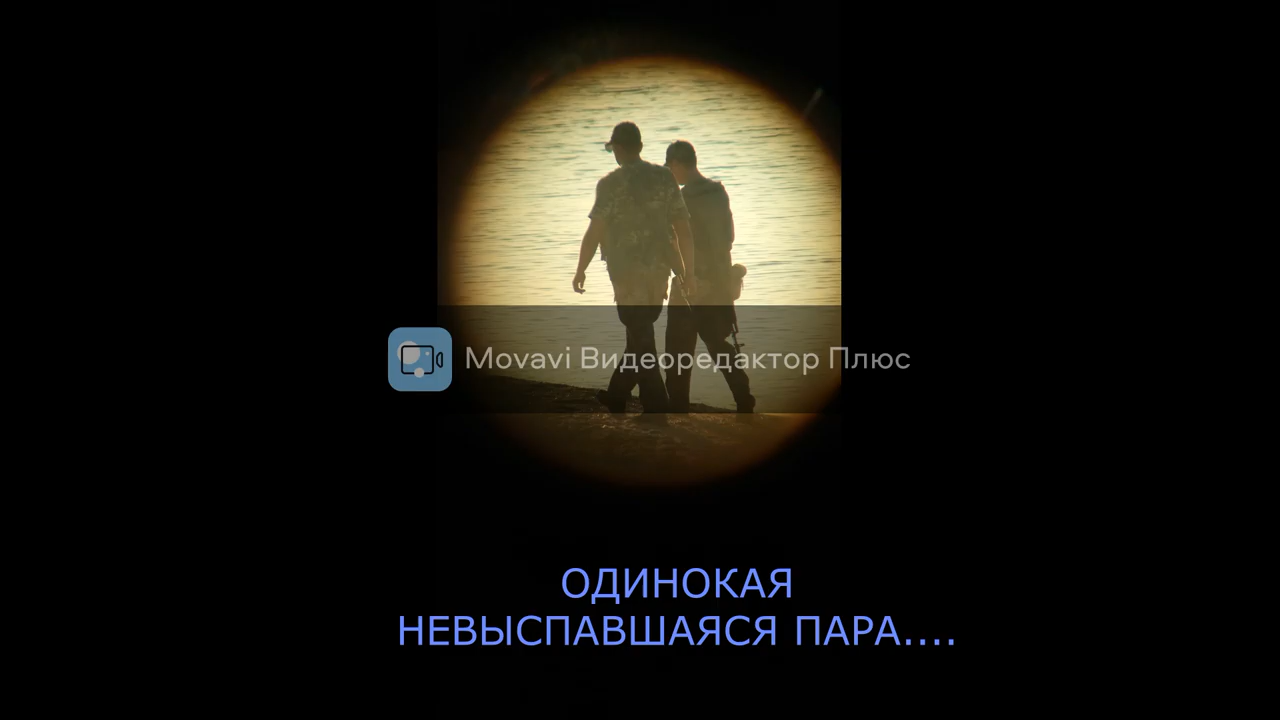 Movavi Видеоредактор Плюс
ОДИНОКАЯ
НЕВЫСПАВШАЯСЯ ПАРА....